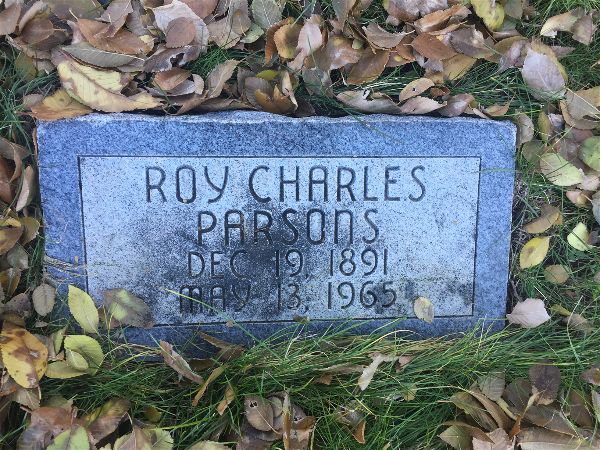 ROY CHARLES
PARSONS
DEC 19, 1891
MAY 13, 1965